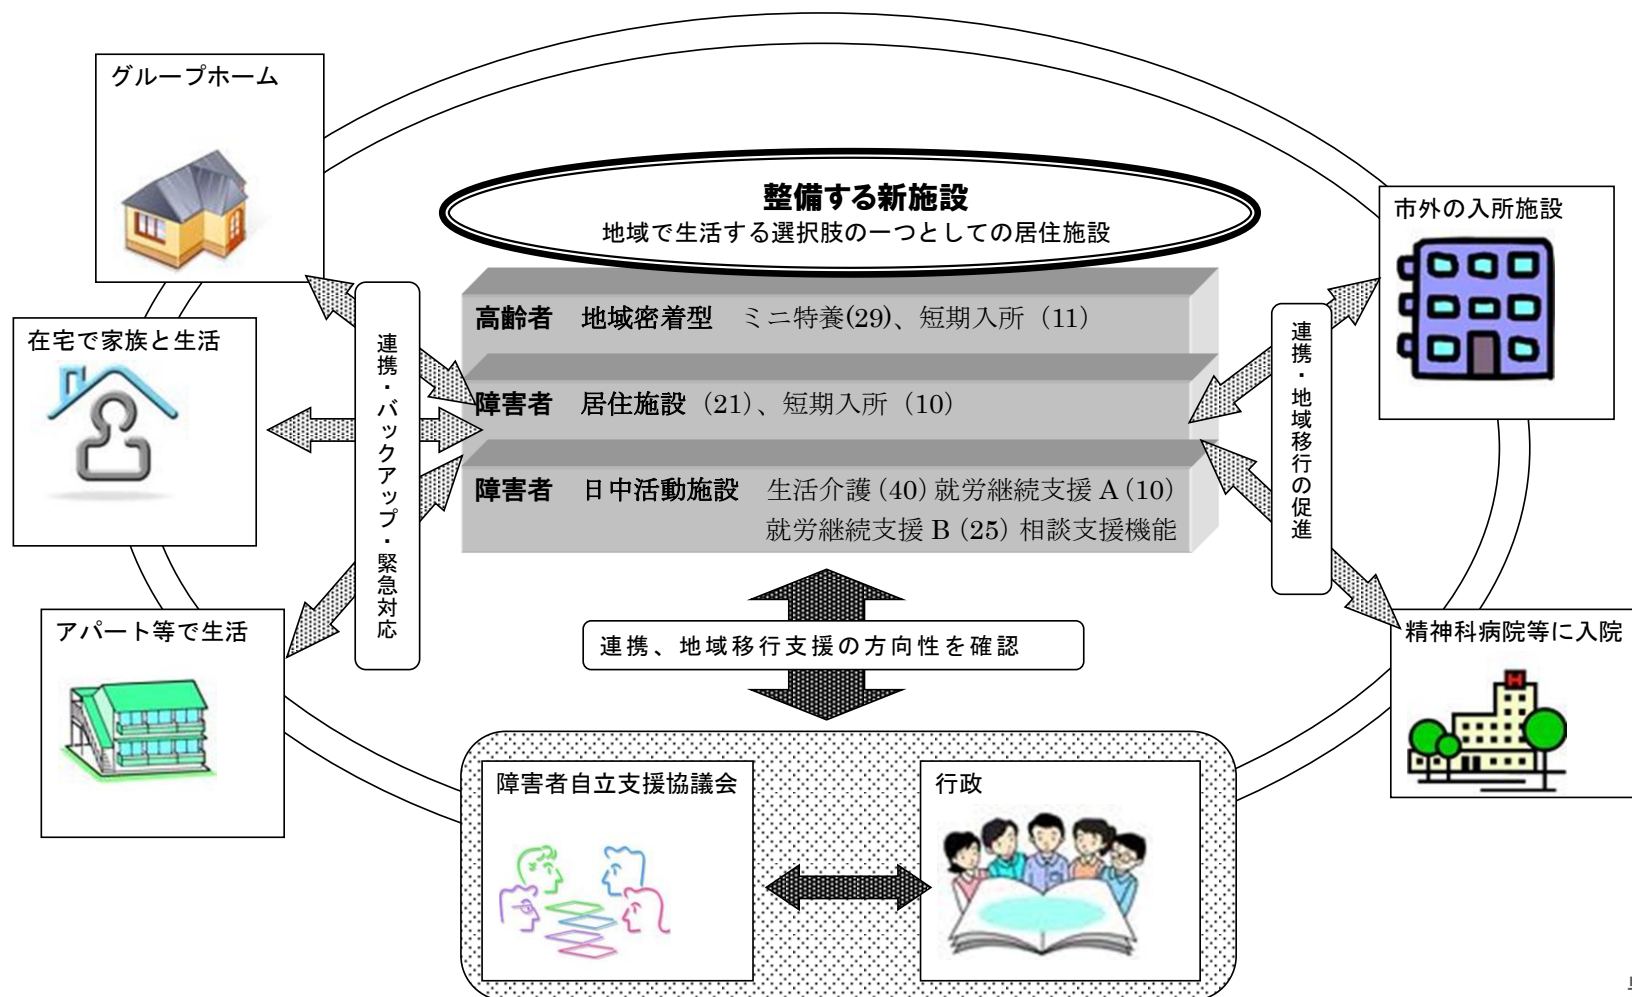 グループホーム
整備する新施設
地域で生活する選択肢の一つとしての居住施設
市外の入所施設
高齢者 地域密着型 ミニ特養(29)、短期入所（11）
在宅で家族と生活
連携・バックアップ・緊急対応
連携・地域移行の促進
障害者 居住施設（21）、短期入所（10）
障害者 日中活動施設 生活介護（40）就労継続支援 A（10）
就労継続支援 B（25）相談支援機能
アパート等で生活
連携、地域移行支援の方向性を確認
精神科病院等に入院
H
障害者自立支援協議会
行政